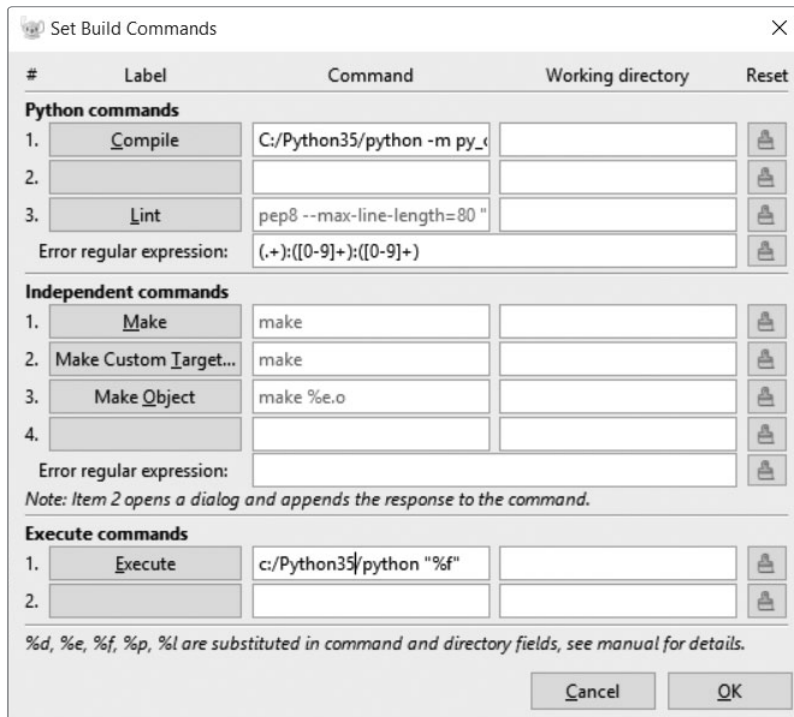 Set Build Commands
# Label Command Working directory Reset
Python commands
1. Compile C:/Python35/python -m py_
2.
3. Lint pep8 --max-line-length=80 "
Error regular expression: (.+):([0-9]+):([0-9]+)
Independent commands
1. Make make
2. Make Custom Target... make
3. Make Object make %e.o
4.
Error regular expression:
Note: Item 2 opens a dialog and appends the response to the command.
Execute commands
1. Execute c:/Python35/python "%f"
2.
%d, %e, %f, %p, %l are substituted in command and directory fields, see manual for details.
Cancel OK